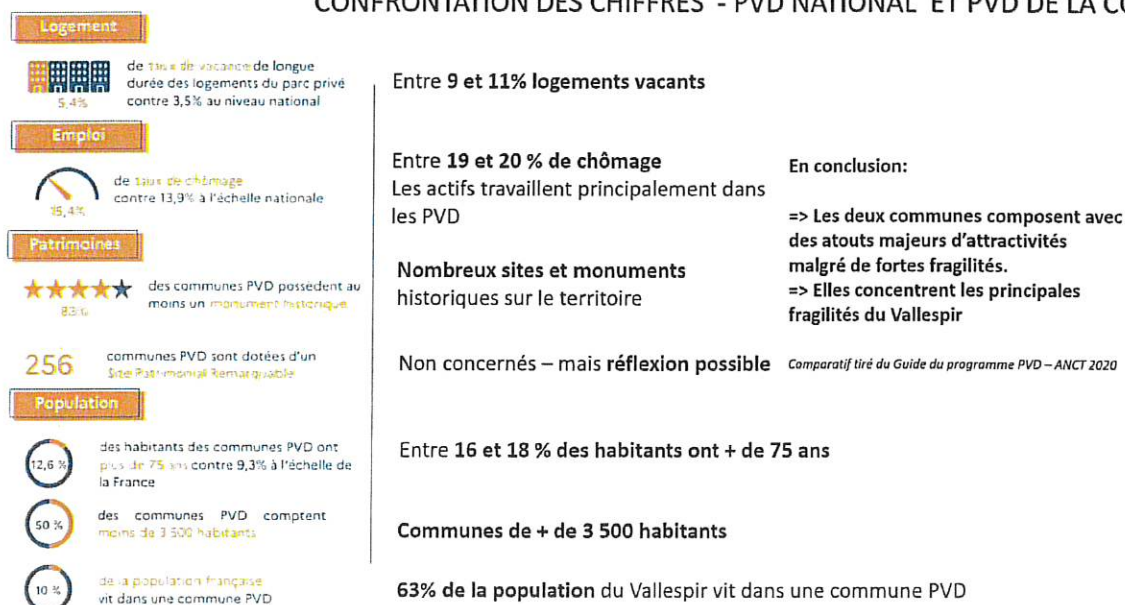 CONFRONTATION DES CHIFFRES - PVD NATIONAL ET PVD DE LA CO
Logement
de taux de vacance de longue
durée des logements du parc privé
contre 3,5% au niveau national
5,4%
Entre 9 et 11% logements vacants
Emploi
de taux de chômage
contre 13,9% à l'échelle nationale
15,4%
Entre 19 et 20 % de chômage
Les actifs travaillent principalement dans
les PVD
Patrimoines
des communes PVD possèdent au
moins un monument historique
83%
Nombreux sites et monuments
historiques sur le territoire
256
communes PVD sont dotées d'un
Site Patrimonial Remarquable
Non concernés – mais réflexion possible
Population
12,6 %
des habitants des communes PVD ont
plus de 75 ans contre 9,3% à l'échelle de
la France
Entre 16 et 18 % des habitants ont + de 75 ans
50 %
des communes PVD comptent
moins de 3 500 habitants
Communes de + de 3 500 habitants
10 %
de la population française
vit dans une commune PVD
63% de la population du Vallespir vit dans une commune PVD
En conclusion:
=> Les deux communes composent avec
des atouts majeurs d'attractivités
malgré de fortes fragilités.
=> Elles concentrent les principales
fragilités du Vallespir
Comparatif tiré du Guide du programme PVD – ANCT 2020